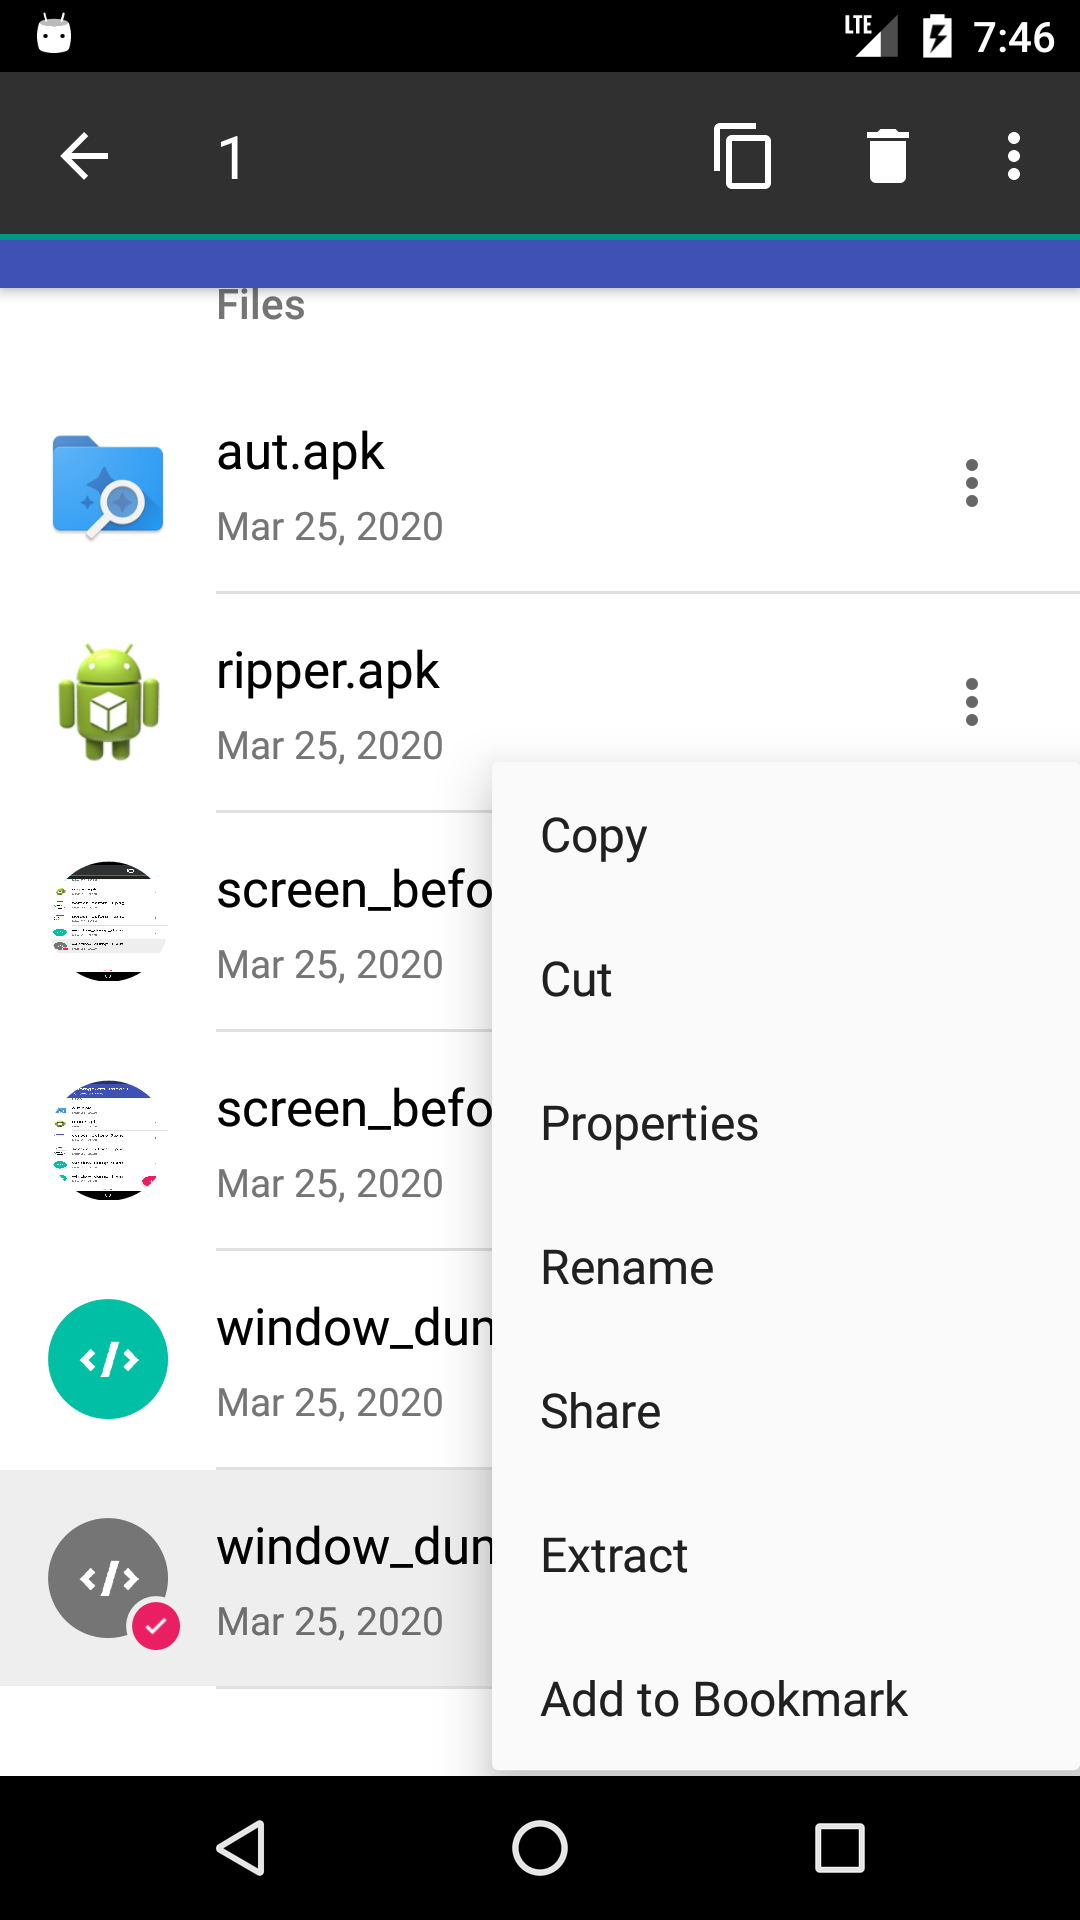 LTE 7:46
1
Files
aut.apk
Mar 25, 2020
ripper.apk
Mar 25, 2020
screen_befo
Mar 25, 2020
screen_befo
Mar 25, 2020
window_dum
Mar 25, 2020
window_dum
Mar 25, 2020
Copy
Cut
Properties
Rename
Share
Extract
Add to Bookmark